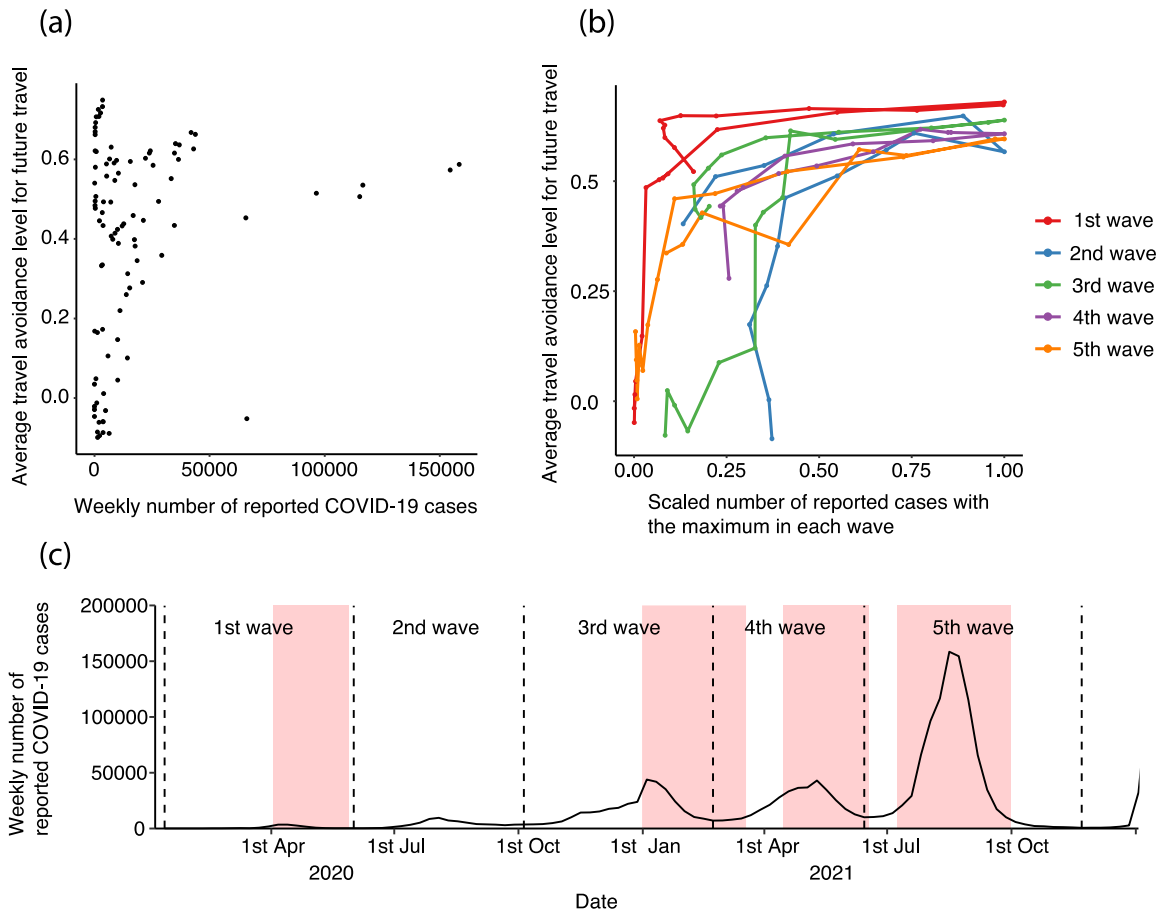 (a)
Average travel avoidance level for future travel
0.6
0.4
0.2
0.0
0
50000
100000
150000
Weekly number of reported COVID-19 cases
(b)
Average travel avoidance level for future travel
0.5
0.25
0.0
0.00
0.25
0.50
0.75
1.00
Scaled number of reported cases with
the maximum in each wave
1st wave
2nd wave
3rd wave
4th wave
5th wave
(c)
Weekly number of
reported COVID-19 cases
200000
150000
100000
50000
0
1st wave
2nd wave
3rd wave
4th wave
5th wave
1st Apr
1st Jul
1st Oct
1st Jan
1st Apr
1st Jul
1st Oct
2020
2021
Date